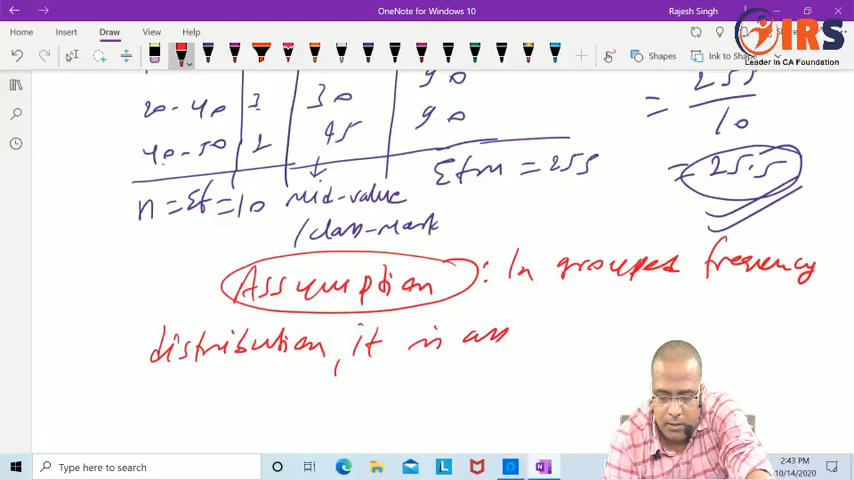 OneNote for Windows 10
Rajesh Singh
Home Insert Draw View Help
Shapes Ink to Shape
IRS
Leader in CA Foundation
20-40 3 30 90
40-50 2 45 90
n = Σf = 10 mid-value
/class-mark
Σfm = 255
= 255
10
= 25.5
Assumption : In grouped frequency
distribution, it is ass
Type here to search
2:43 PM
10/14/2020